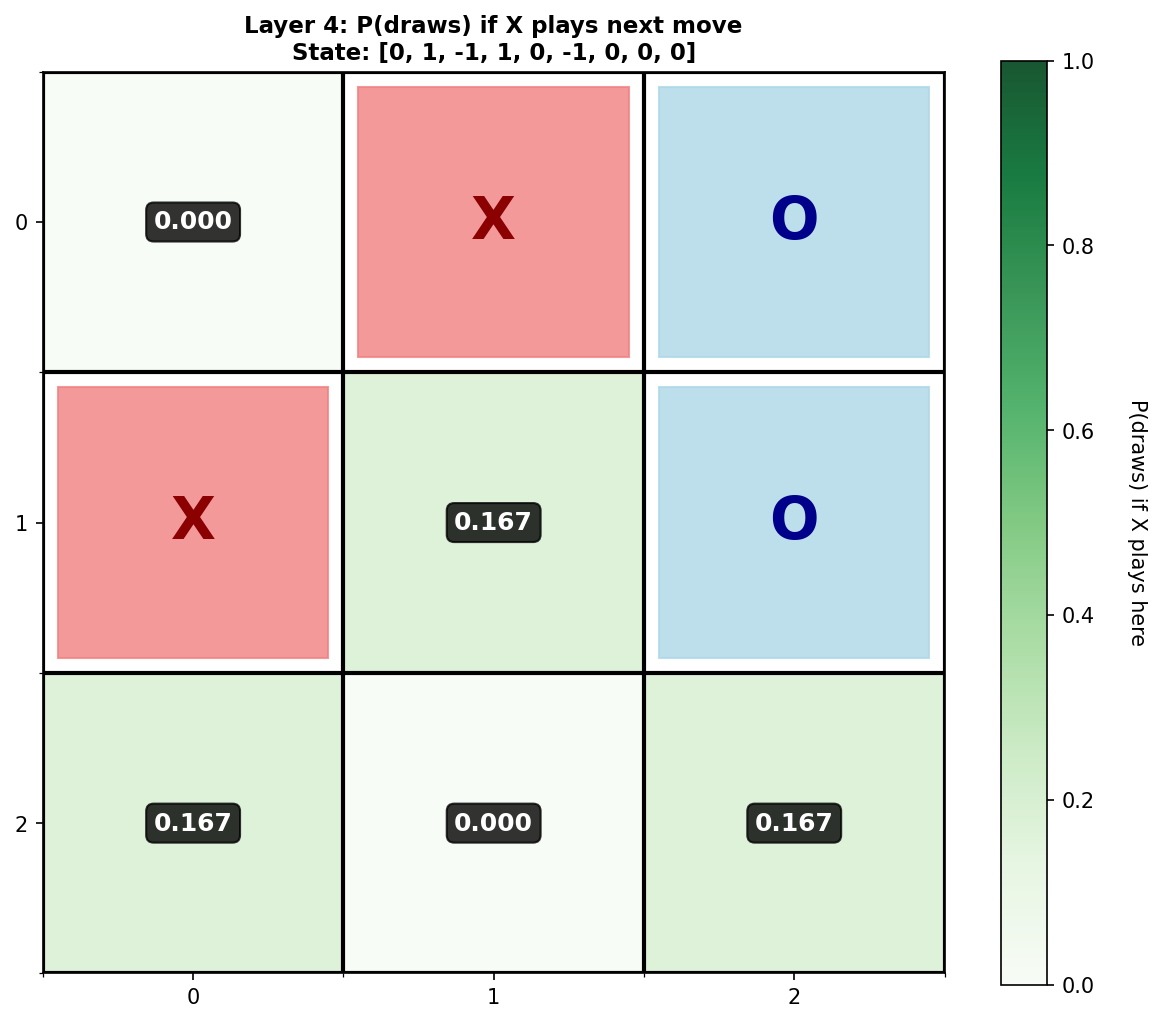 Layer 4: P(draws) if X plays next move
State: [0, 1, -1, 1, 0, -1, 0, 0, 0]
0
0.000
X
O
1
X
0.167
O
2
0.167
0.000
0.167
0
1
2
1.0
0.8
0.6
0.4
0.2
0.0
P(draws) if X plays here